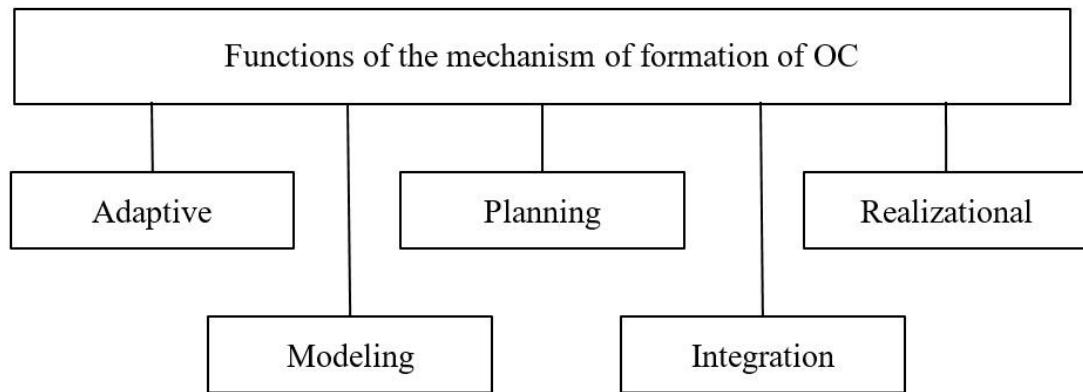 Functions of the mechanism of formation of OC
Adaptive
Planning
Realizational
Modeling
Integration